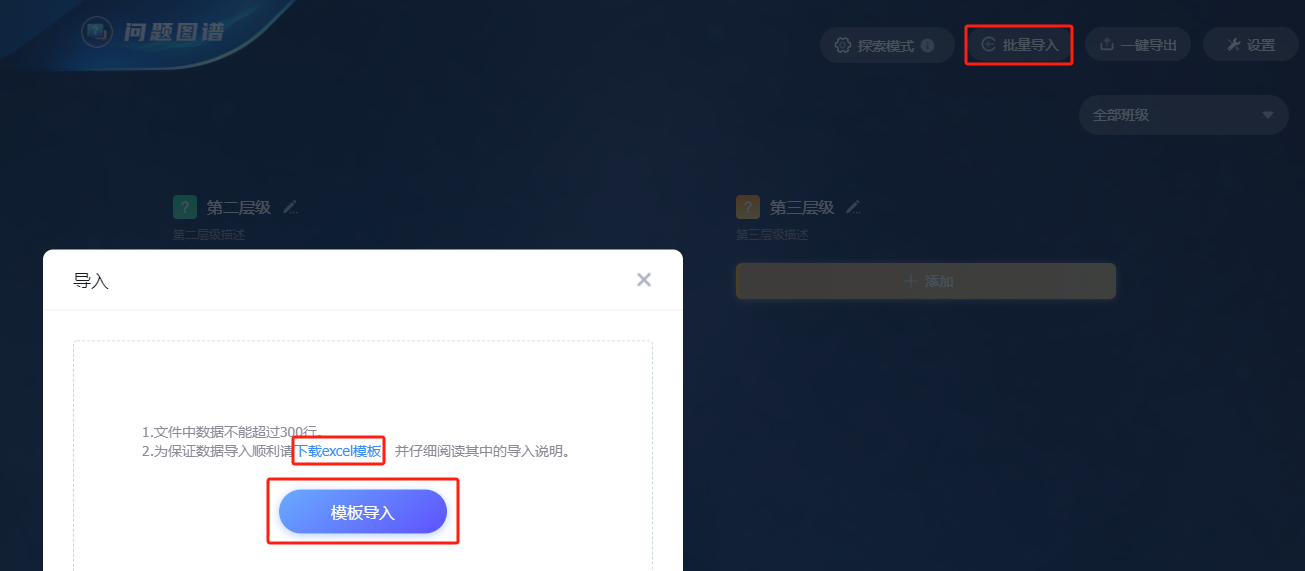 问题图谱
探索模式
批量导入
一键导出
设置
全部班级
第二层级
第二层级描述
第三层级
第三层级描述
+ 添加
导入
1.文件中数据不能超过300行。
2.为保证数据导入顺利请下载excel模板 并仔细阅读其中的导入说明。
模板导入